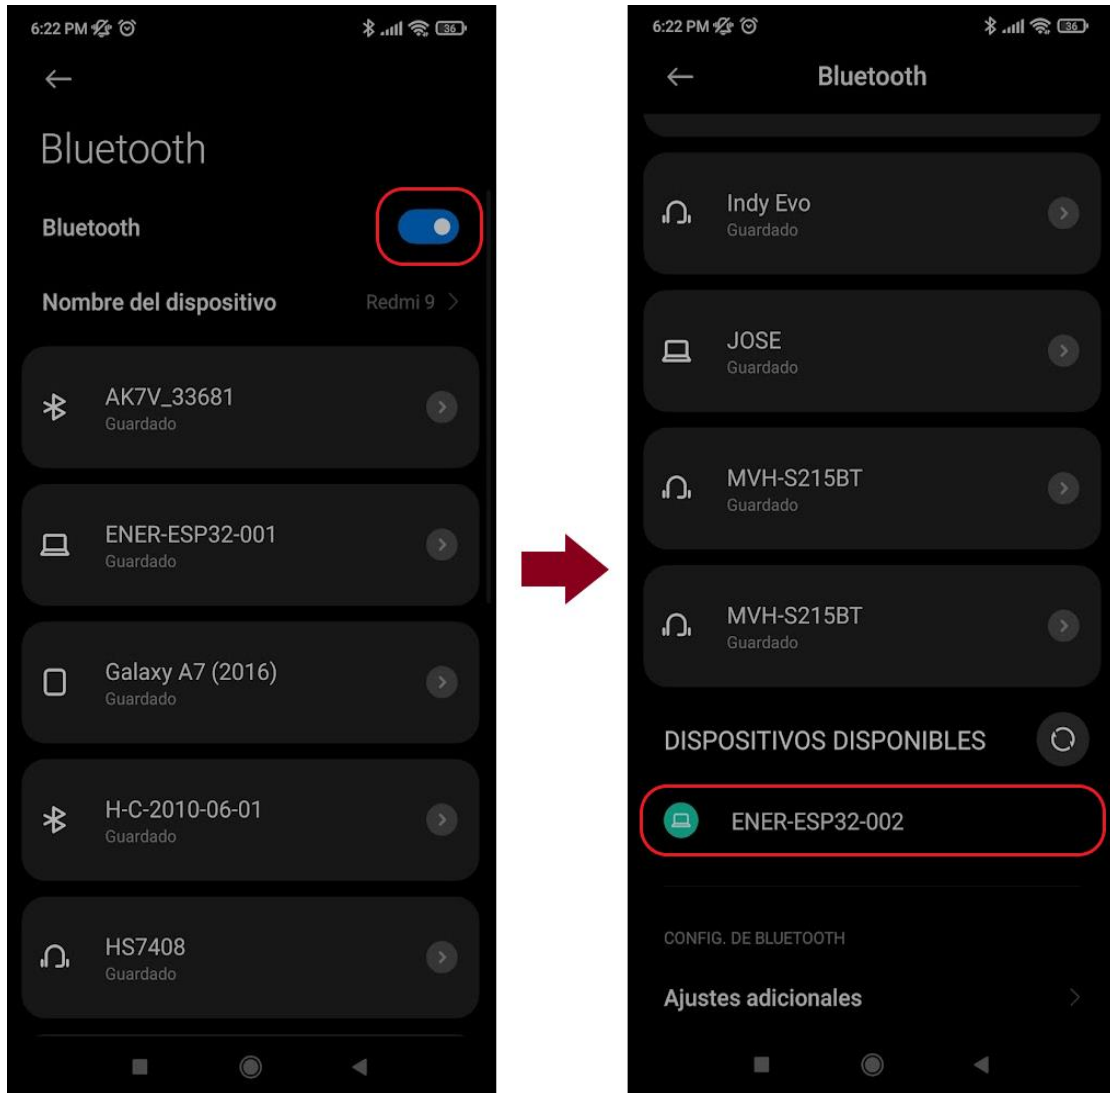 6:22 PM
36
Bluetooth
Bluetooth
Nombre del dispositivo Redmi 9
AK7V_33681
Guardado
ENER-ESP32-001
Guardado
Galaxy A7 (2016)
Guardado
H-C-2010-06-01
Guardado
HS7408
Guardado
6:22 PM
36
Bluetooth
Indy Evo
Guardado
JOSE
Guardado
MVH-S215BT
Guardado
MVH-S215BT
Guardado
DISPOSITIVOS DISPONIBLES
ENER-ESP32-002
CONFIG. DE BLUETOOTH
Ajustes adicionales